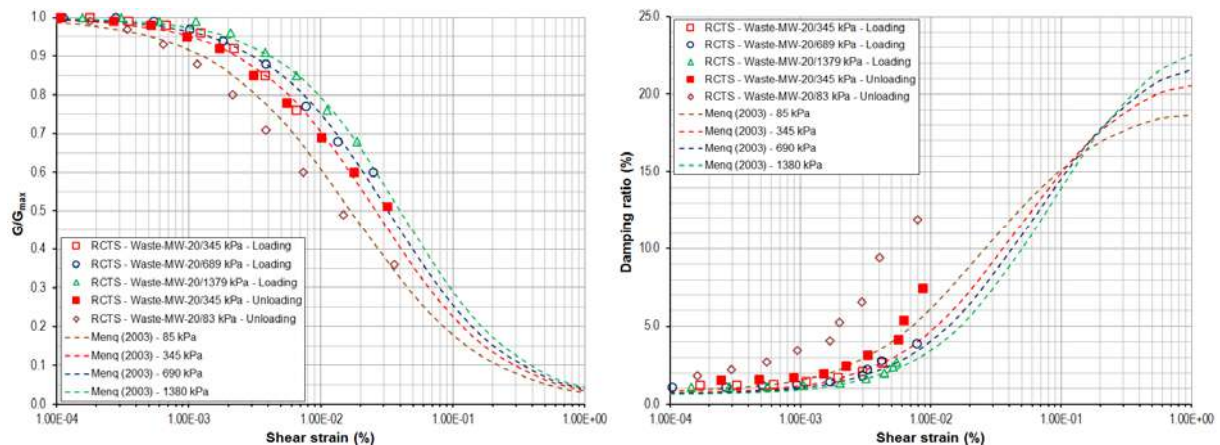 1.0
0.9
0.8
0.7
0.6
0.5
0.4
0.3
0.2
0.1
0.0
G/Gmax
RCTS - Waste-MW-20/345 kPa - Loading
RCTS - Waste-MW-20/689 kPa - Loading
RCTS - Waste-MW-20/1379 kPa - Loading
RCTS - Waste-MW-20/345 kPa - Unloading
RCTS - Waste-MW-20/83 kPa - Unloading
Menq (2003) - 85 kPa
Menq (2003) - 345 kPa
Menq (2003) - 690 kPa
Menq (2003) - 1380 kPa
1.00E-04 1.00E-03 1.00E-02 1.00E-01 1.00E+00
Shear strain (%)
25.0
20.0
15.0
10.0
5.0
0.0
Damping ratio (%)
RCTS - Waste-MW-20/345 kPa - Loading
RCTS - Waste-MW-20/689 kPa - Loading
RCTS - Waste-MW-20/1379 kPa - Loading
RCTS - Waste-MW-20/345 kPa - Unloading
RCTS - Waste-MW-20/83 kPa - Unloading
Menq (2003) - 85 kPa
Menq (2003) - 345 kPa
Menq (2003) - 690 kPa
Menq (2003) - 1380 kPa
1.00E-04 1.00E-03 1.00E-02 1.00E-01 1.00E+00
Shear strain (%)